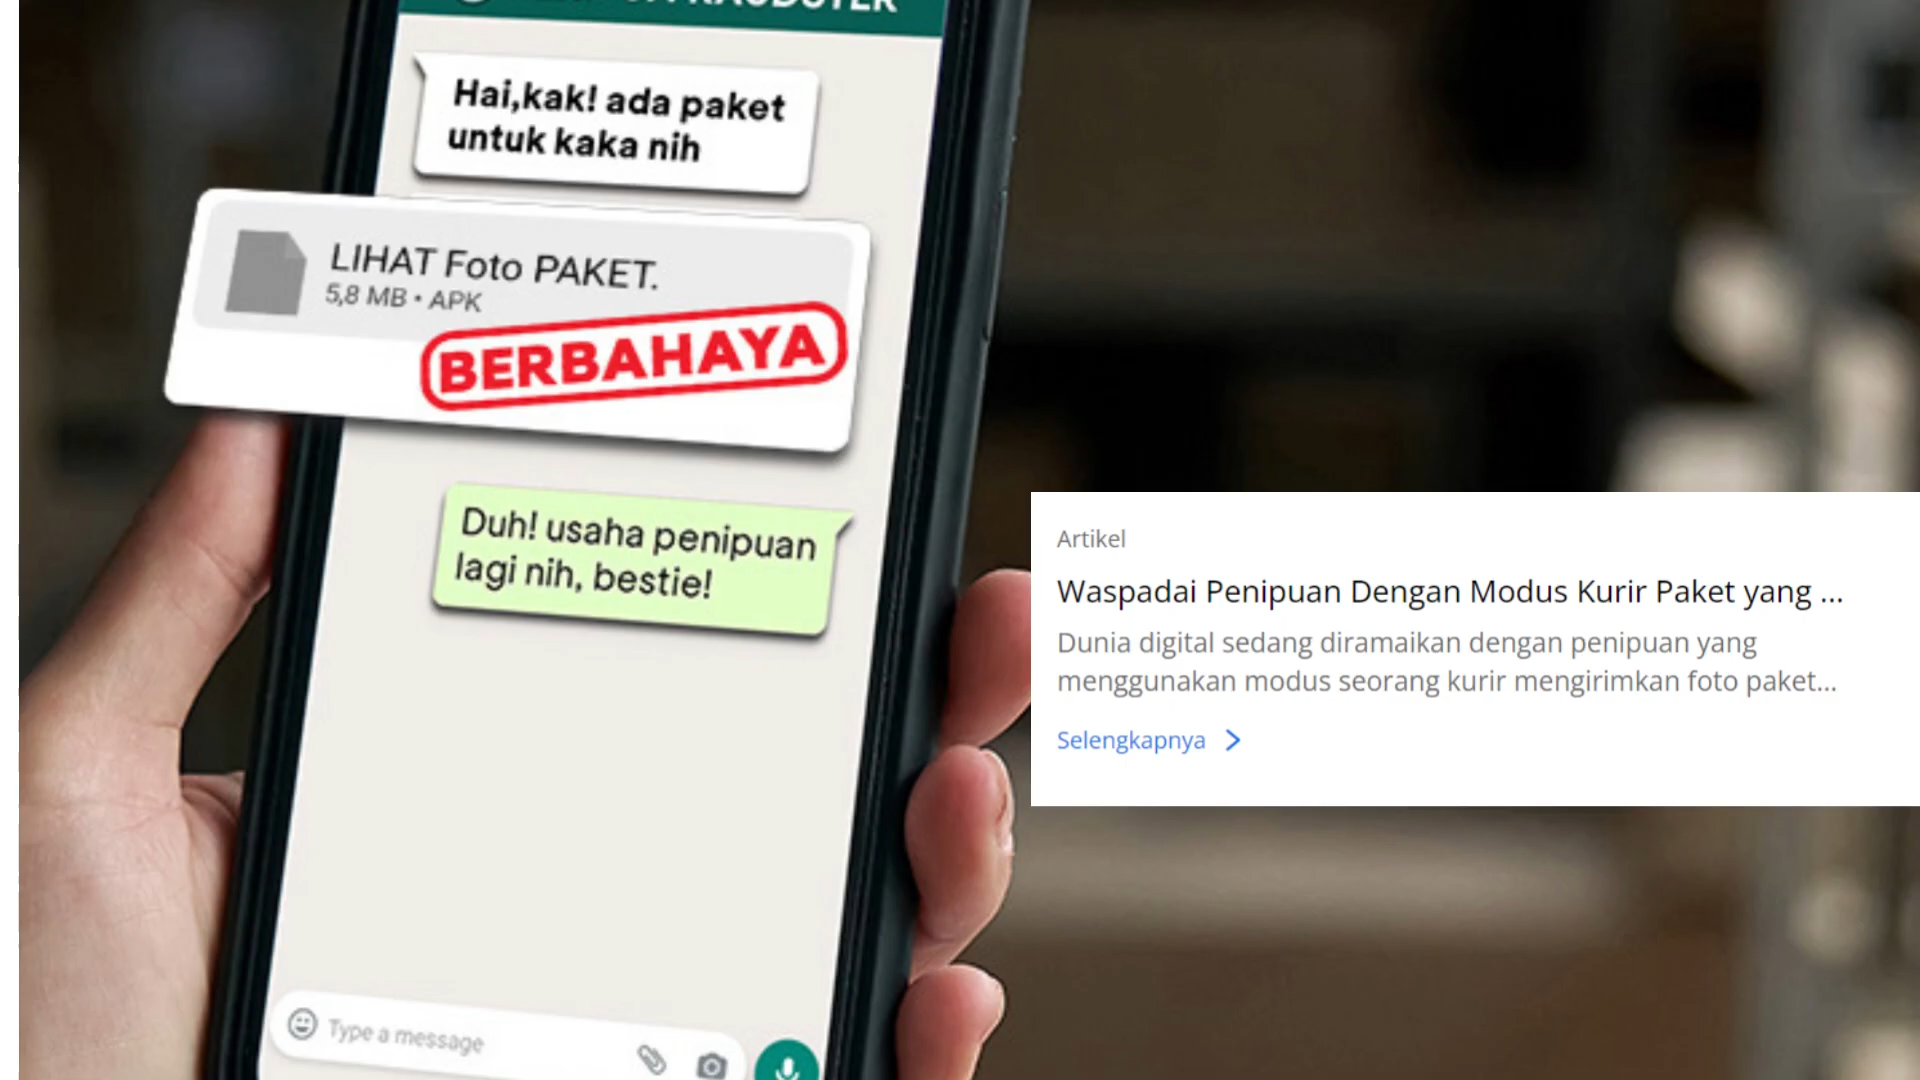 Hai,kak! ada paket
untuk kaka nih
LIHAT Foto PAKET.
5,8 MB • APK
BERBAHAYA
Duh! usaha penipuan
lagi nih, bestie!
Type a message
Artikel
Waspadai Penipuan Dengan Modus Kurir Paket yang ...
Dunia digital sedang diramaikan dengan penipuan yang
menggunakan modus seorang kurir mengirimkan foto paket...
Selengkapnya